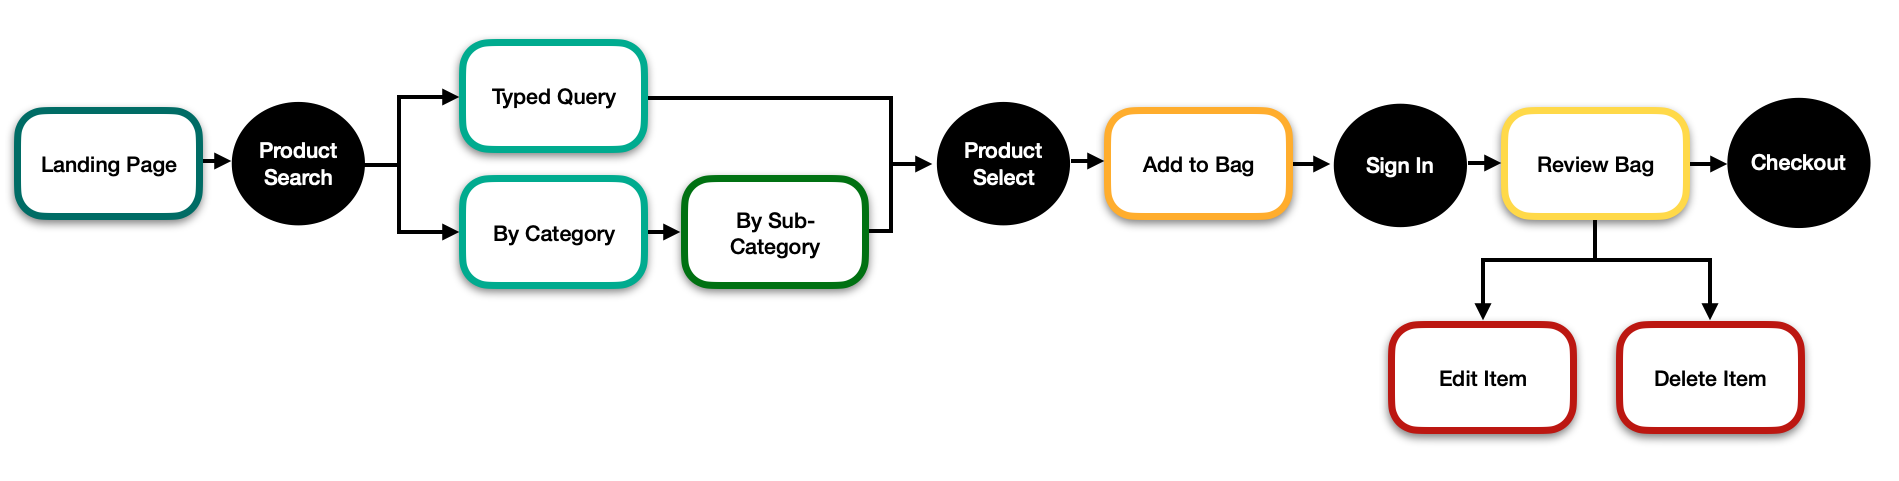 Landing Page
Product
Search
Typed Query
By Category
By Sub-
Category
Product
Select
Add to Bag
Sign In
Review Bag
Checkout
Edit Item
Delete Item